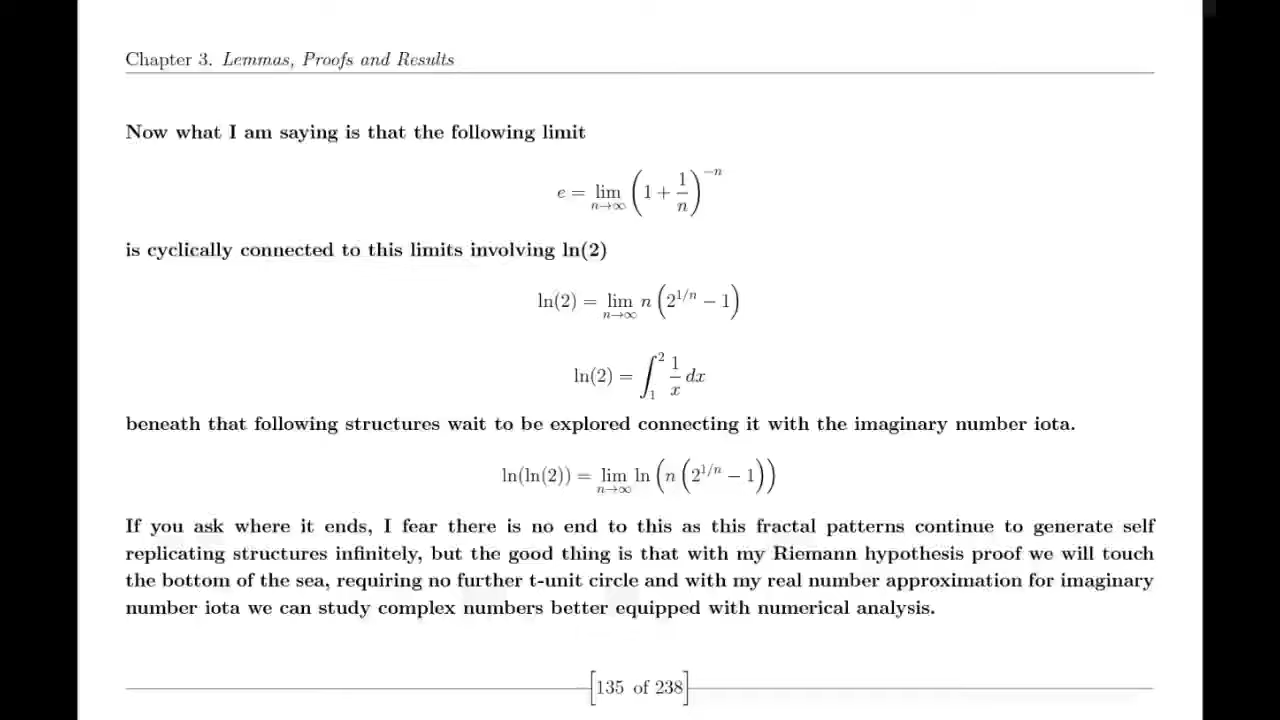 Chapter 3. Lemmas, Proofs and Results
Now what I am saying is that the following limit
e = lim_{n→∞} (1 + 1/n)^{−n}
is cyclically connected to this limits involving ln(2)
ln(2) = lim_{n→∞} n (2^{1/n} − 1)
ln(2) = ∫_1^2 1/x dx
beneath that following structures wait to be explored connecting it with the imaginary number iota.
ln(ln(2)) = lim_{n→∞} ln (n (2^{1/n} − 1))
If you ask where it ends, I fear there is no end to this as this fractal patterns continue to generate self
replicating structures infinitely, but the good thing is that with my Riemann hypothesis proof we will touch
the bottom of the sea, requiring no further t-unit circle and with my real number approximation for imaginary
number iota we can study complex numbers better equipped with numerical analysis.
[135 of 238]